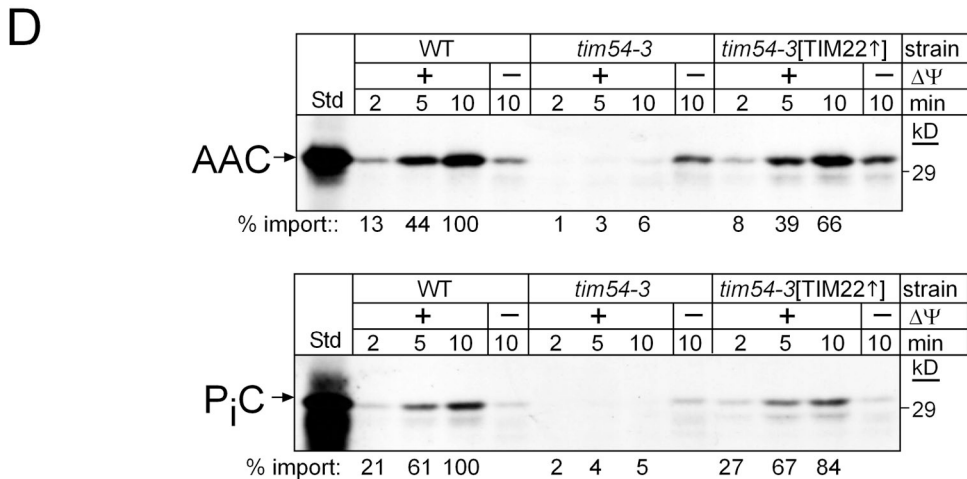 D
WT tim54-3 tim54-3[TIM22↑] strain
+ − + − + − ΔΨ
Std 2 5 10 10 2 5 10 10 2 5 10 10 min
kD
AAC
29
% import:: 13 44 100 1 3 6 8 39 66
WT tim54-3 tim54-3[TIM22↑] strain
+ − + − + − ΔΨ
Std 2 5 10 10 2 5 10 10 2 5 10 10 min
kD
PiC
29
% import: 21 61 100 2 4 5 27 67 84